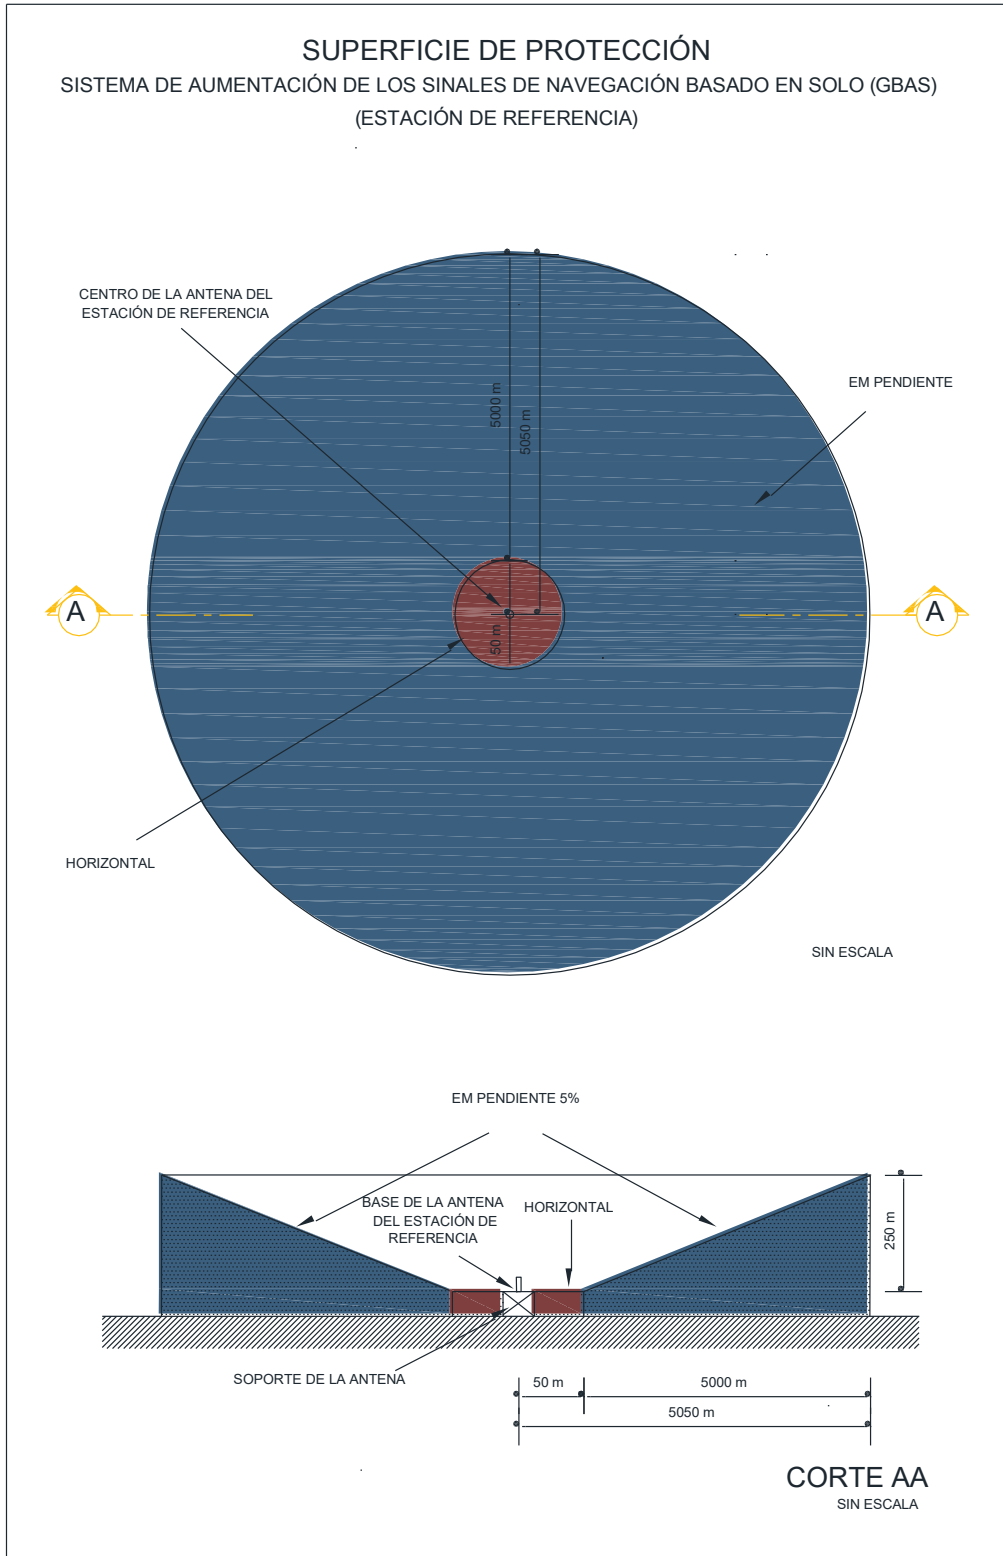 SUPERFICIE DE PROTECCIÓN
SISTEMA DE AUMENTACIÓN DE LOS SINALES DE NAVEGACIÓN BASADO EN SOLO (GBAS)
(ESTACIÓN DE REFERENCIA)
CENTRO DE LA ANTENA DEL
ESTACIÓN DE REFERENCIA
EM PENDIENTE
5000 m
5050 m
A
A
50 m
HORIZONTAL
SIN ESCALA
EM PENDIENTE 5%
BASE DE LA ANTENA
DEL ESTACIÓN DE
REFERENCIA
HORIZONTAL
250 m
SOPORTE DE LA ANTENA
50 m
5000 m
5050 m
CORTE AA
SIN ESCALA